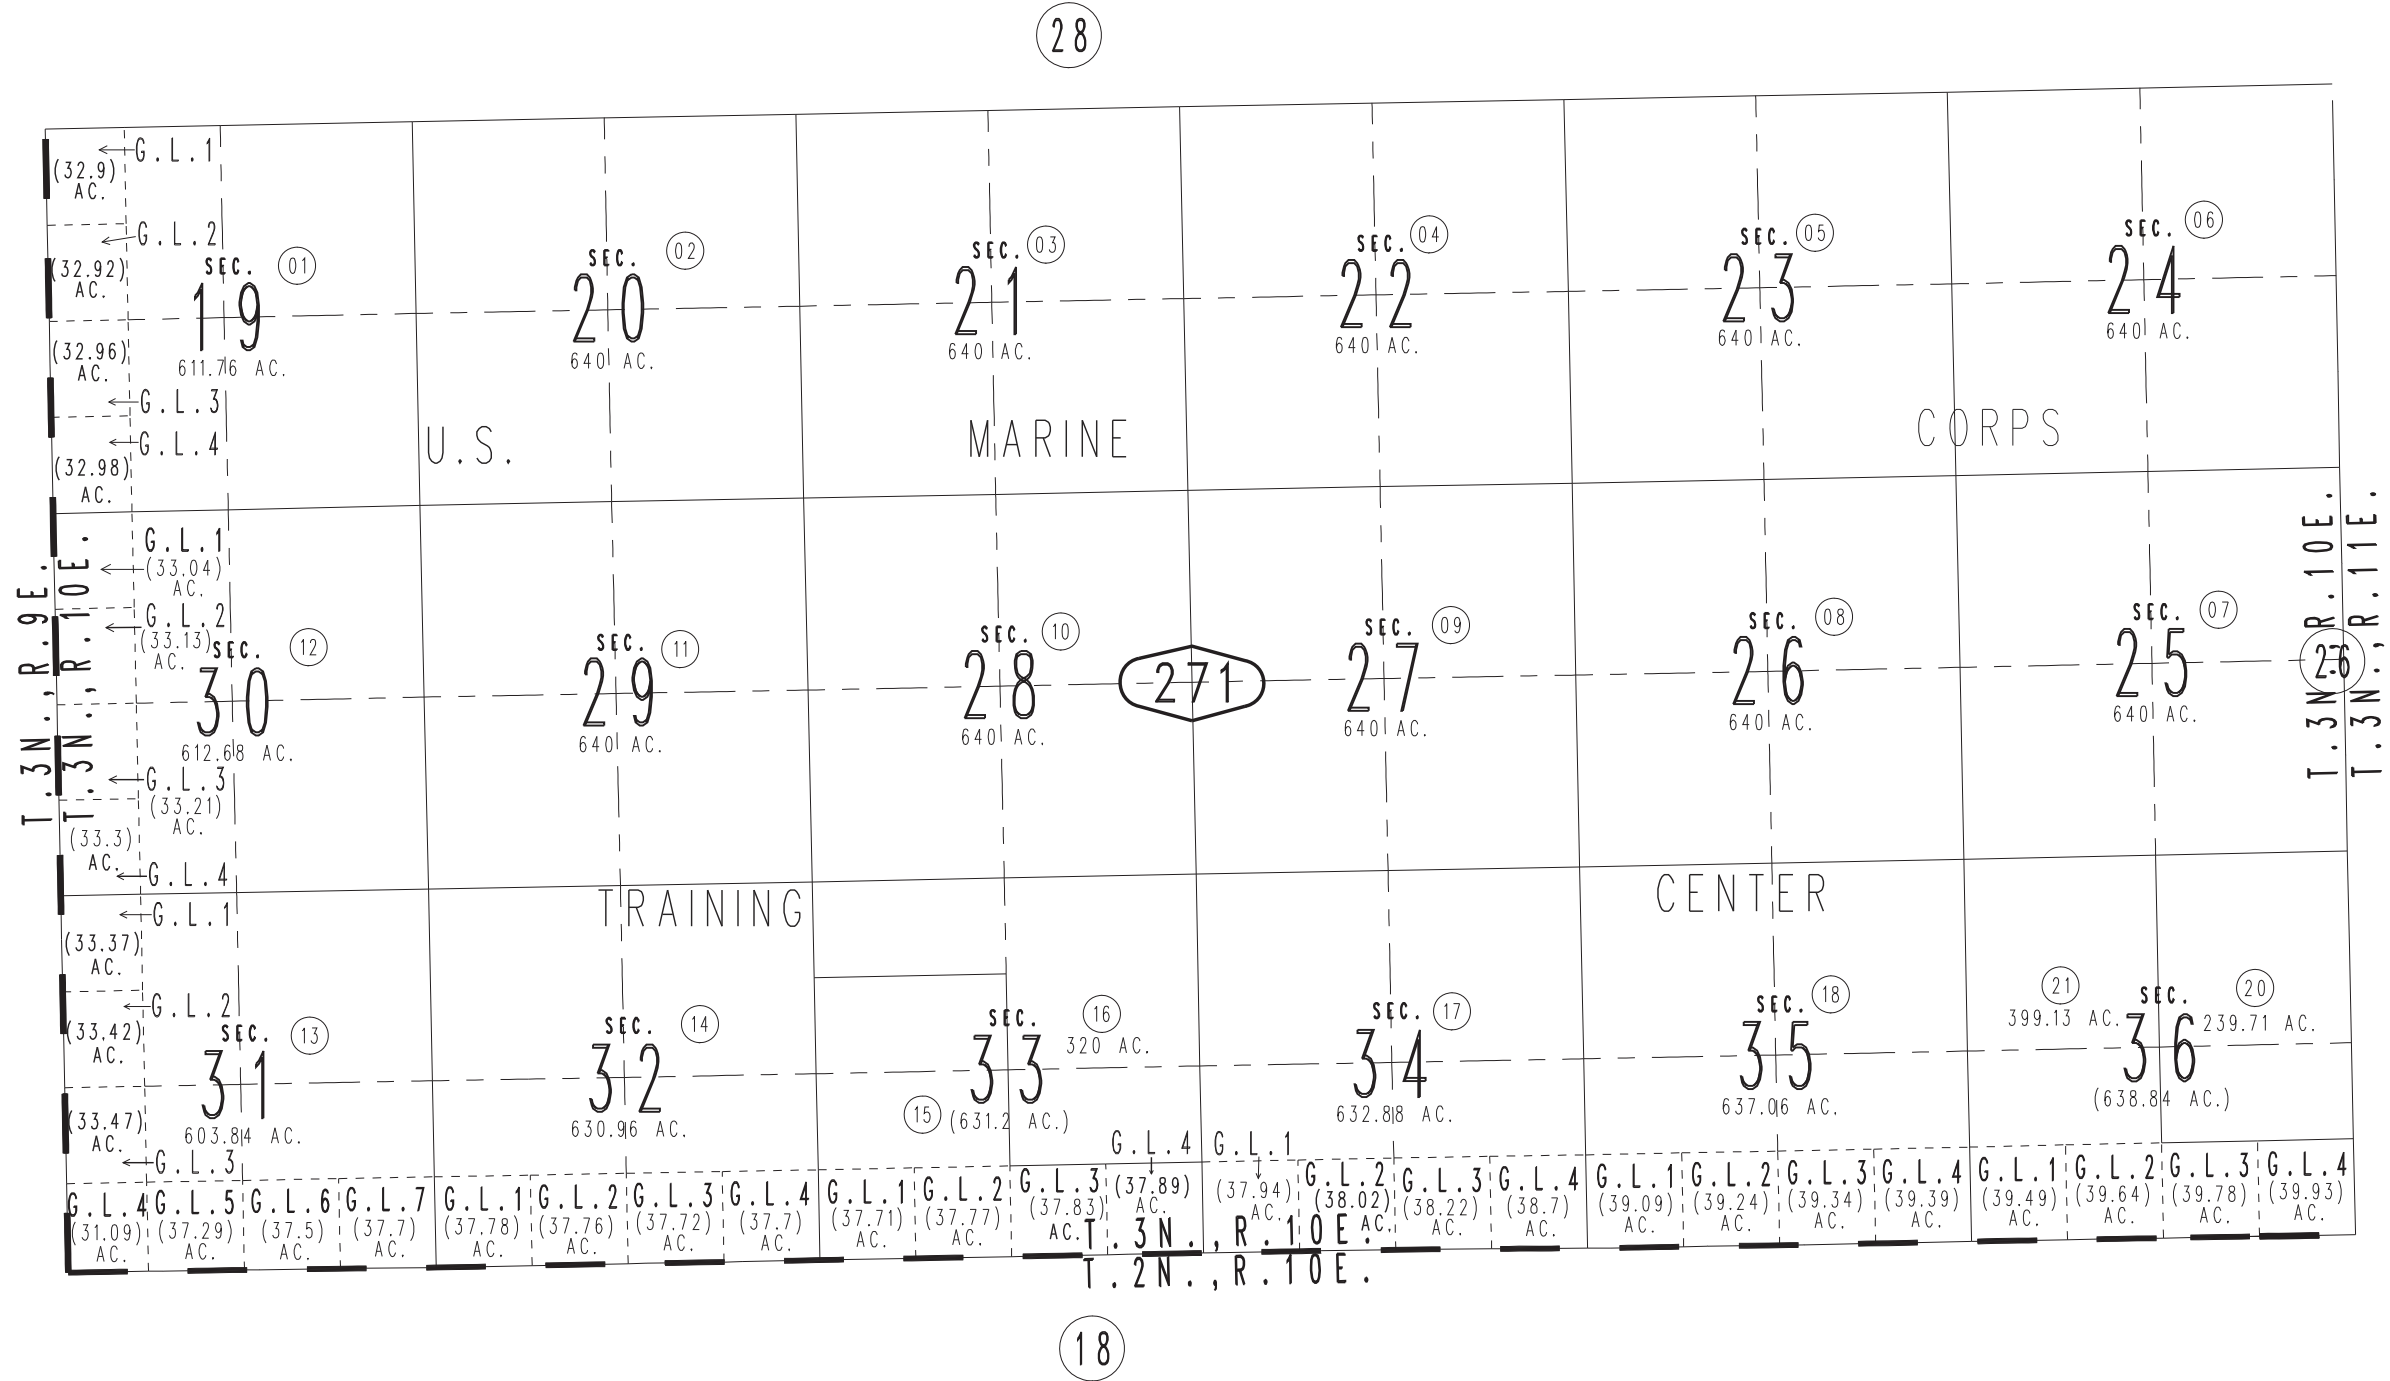 28
G.L.1
(32.9)
AC.
G.L.2
(32.92)
AC.
SEC.
19
01
611.76 AC.
(32.96)
AC.
G.L.3
G.L.4
(32.98)
AC.
SEC.
20
02
640 AC.
SEC.
21
03
640 AC.
SEC.
22
04
640 AC.
SEC.
23
05
640 AC.
SEC.
24
06
640 AC.
U.S. MARINE CORPS
T.3N.,R.9E.
T.3N.,R.10E.
G.L.1
(33.04)
AC.
G.L.2
(33.13)
AC.
SEC.
30
12
612.68 AC.
G.L.3
(33.21)
AC.
(33.3)
AC.
G.L.4
SEC.
29
11
640 AC.
SEC.
28
10
640 AC.
271
SEC.
27
09
640 AC.
SEC.
26
08
640 AC.
SEC.
25
07
640 AC.
T.3N.,R.10E.
T.3N.,R.11E.
26
TRAINING CENTER
G.L.1
(33.37)
AC.
G.L.2
(33.42)
AC.
SEC.
31
13
603.84 AC.
(33.47)
AC.
G.L.3
SEC.
32
14
630.96 AC.
SEC.
33
16
320 AC.
15
(631.2 AC.)
SEC.
34
17
632.88 AC.
SEC.
35
18
637.06 AC.
21
399.13 AC.
SEC.
36
20
239.71 AC.
(638.84 AC.)
G.L.4
(31.09)
AC.
G.L.5
(37.29)
AC.
G.L.6
(37.5)
AC.
G.L.7
(37.7)
AC.
G.L.1
(37.78)
AC.
G.L.2
(37.76)
AC.
G.L.3
(37.72)
AC.
G.L.4
(37.7)
AC.
G.L.1
(37.71)
AC.
G.L.2
(37.77)
AC.
G.L.3
(37.83)
AC.
G.L.4
(37.89)
AC.
G.L.1
(37.94)
AC.
G.L.2
(38.02)
AC.
G.L.3
(38.22)
AC.
G.L.4
(38.7)
AC.
G.L.1
(39.09)
AC.
G.L.2
(39.24)
AC.
G.L.3
(39.34)
AC.
G.L.4
(39.39)
AC.
G.L.1
(39.49)
AC.
G.L.2
(39.64)
AC.
G.L.3
(39.78)
AC.
G.L.4
(39.93)
AC.
T.3N.,R.10E.
T.2N.,R.10E.
18